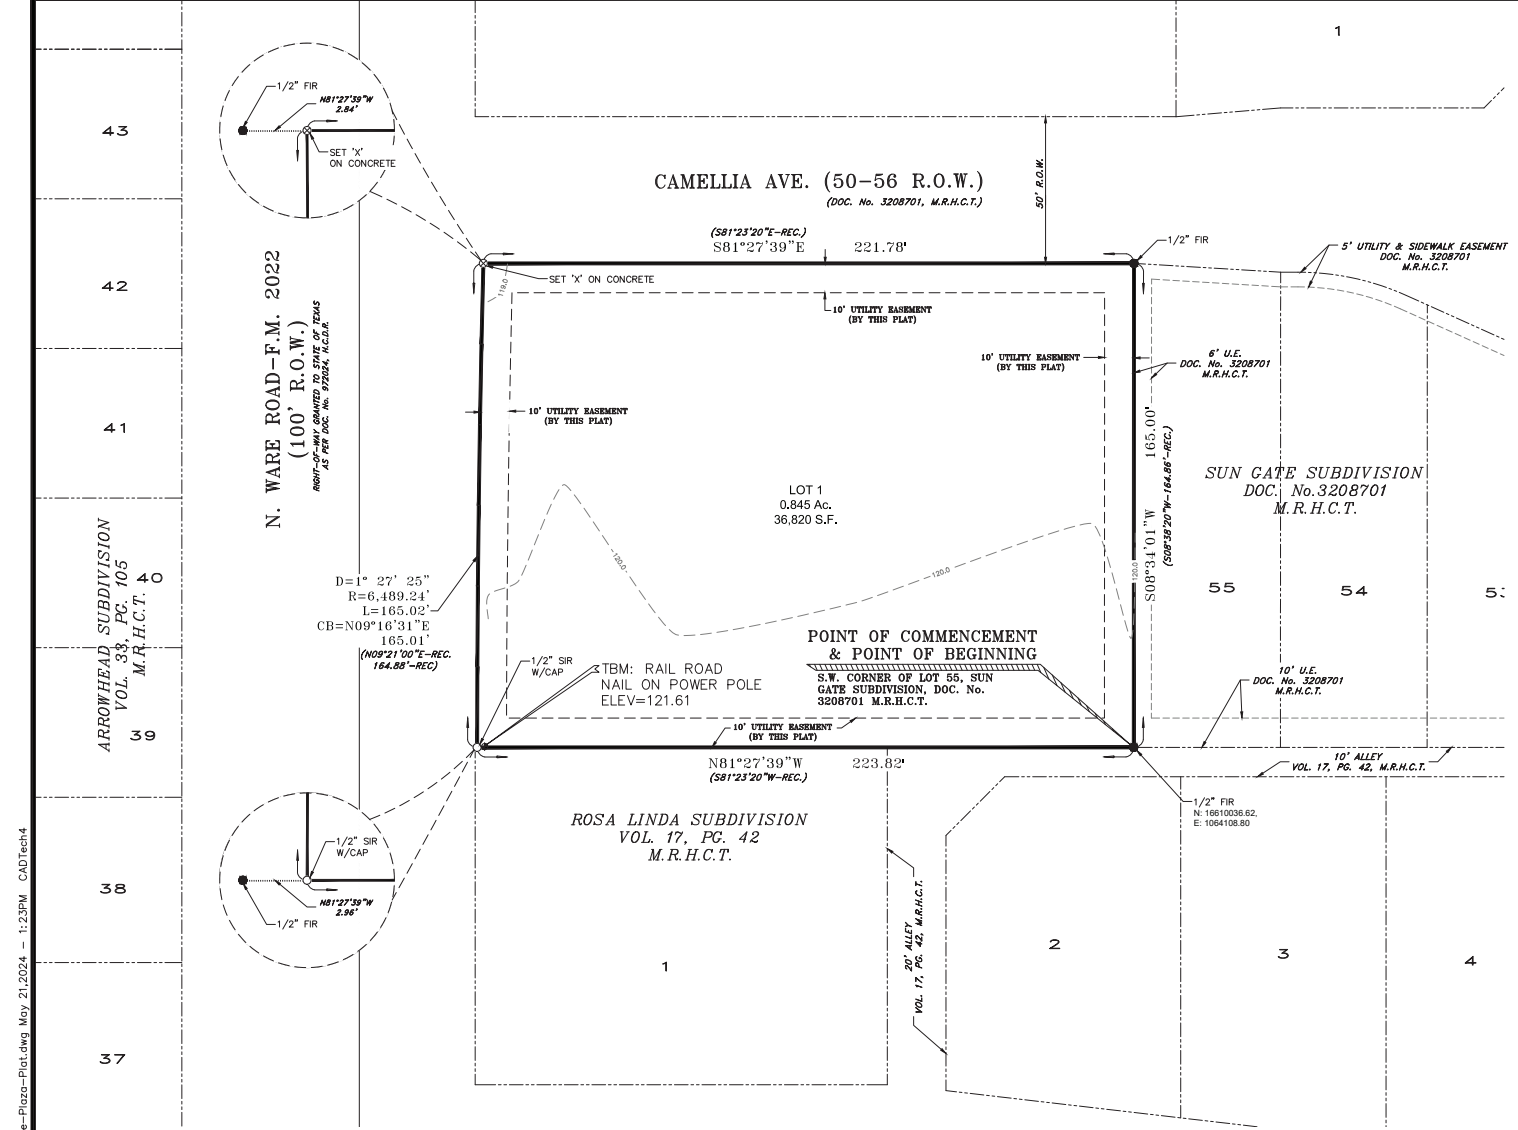 1
43
42
41
40
39
38
37
ARROWHEAD SUBDIVISION
VOL. 33, PG. 105
M.R.H.C.T.
1/2" FIR
N81°27'39"W
2.84'
SET 'X'
ON CONCRETE
CAMELLIA AVE. (50-56 R.O.W.)
(DOC. No. 3208701, M.R.H.C.T.)
50' R.O.W.
(S81°23'20"E-REC.)
S81°27'39"E 221.78'
1/2" FIR
5' UTILITY & SIDEWALK EASEMENT
DOC. No. 3208701
M.R.H.C.T.
SET 'X' ON CONCRETE
119.0
10' UTILITY EASEMENT
(BY THIS PLAT)
10' UTILITY EASEMENT
(BY THIS PLAT)
6' U.E.
DOC. No. 3208701
M.R.H.C.T.
N. WARE ROAD-F.M. 2022
(100' R.O.W.)
RIGHT-OF-WAY GRANTED TO STATE OF TEXAS
AS PER DOC. No. 972024, H.C.D.R.
10' UTILITY EASEMENT
(BY THIS PLAT)
S08°34'01"W 165.00'
(S08°38'20"W-164.86'-REC.)
SUN GATE SUBDIVISION
DOC. No.3208701
M.R.H.C.T.
LOT 1
0.845 Ac.
36,820 S.F.
120.0
120.0
120.0
55
54
D=1° 27' 25"
R=6,489.24'
L=165.02'
CB=N09°16'31"E
165.01'
(N09°21'00"E-REC.
164.88'-REC)
1/2" SIR
W/CAP
TBM: RAIL ROAD
NAIL ON POWER POLE
ELEV=121.61
POINT OF COMMENCEMENT
& POINT OF BEGINNING
S.W. CORNER OF LOT 55, SUN
GATE SUBDIVISION, DOC. No.
3208701 M.R.H.C.T.
10' U.E.
DOC. No. 3208701
M.R.H.C.T.
10' UTILITY EASEMENT
(BY THIS PLAT)
N81°27'39"W 223.82'
(S81°23'20"W-REC.)
10' ALLEY
VOL. 17, PG. 42, M.R.H.C.T.
1/2" FIR
N: 16610036.62,
E: 1064108.80
ROSA LINDA SUBDIVISION
VOL. 17, PG. 42
M.R.H.C.T.
1/2" SIR
W/CAP
N81°27'39"W
2.96'
1/2" FIR
20' ALLEY
VOL. 17, PG. 42, M.R.H.C.T.
1
2
3
4
e-Plaza-Plat.dwg May 21,2024 - 1:23PM CADTech4